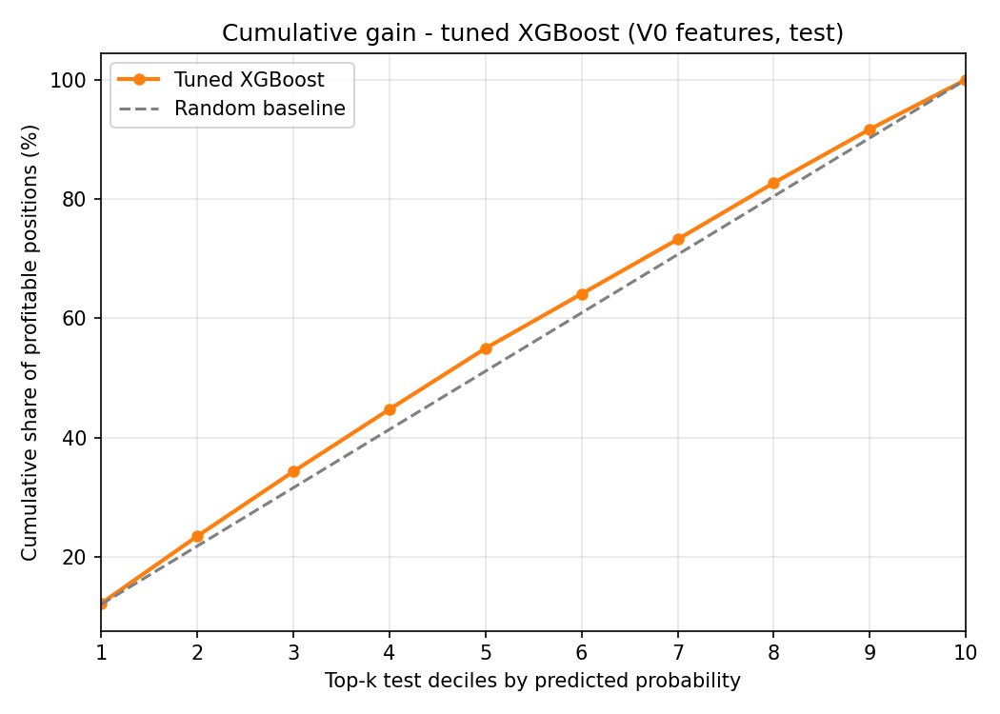 Cumulative gain - tuned XGBoost (V0 features, test)
Tuned XGBoost
Random baseline
Cumulative share of profitable positions (%)
100
80
60
40
20
1 2 3 4 5 6 7 8 9 10
Top-k test deciles by predicted probability